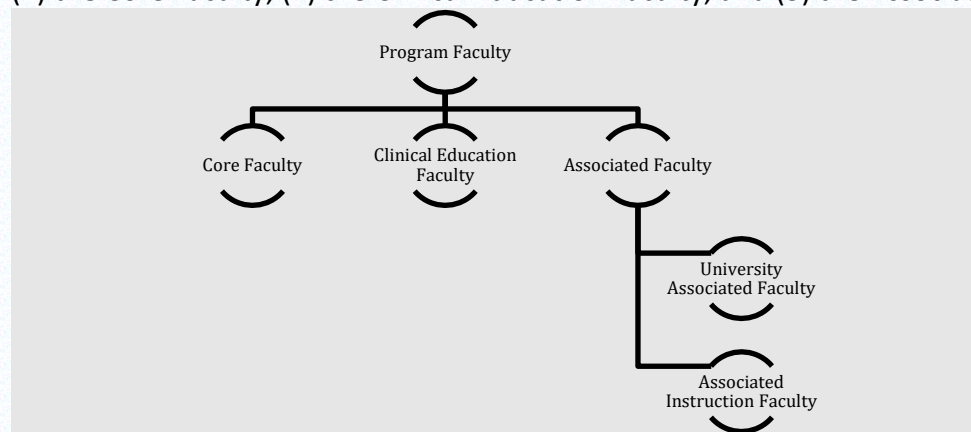 Program Faculty
Core Faculty
Clinical Education
Faculty
Associated Faculty
University
Associated Faculty
Associated
Instruction Faculty